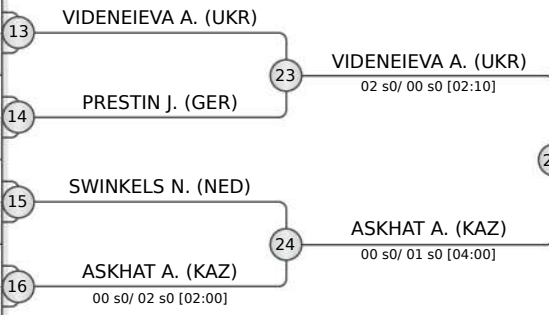 VIDENEIEVA A. (UKR)
13
23
VIDENEIEVA A. (UKR)
02 s0/ 00 s0 [02:10]
PRESTIN J. (GER)
14
SWINKELS N. (NED)
15
24
ASKHAT A. (KAZ)
00 s0/ 01 s0 [04:00]
ASKHAT A. (KAZ)
16
00 s0/ 02 s0 [02:00]